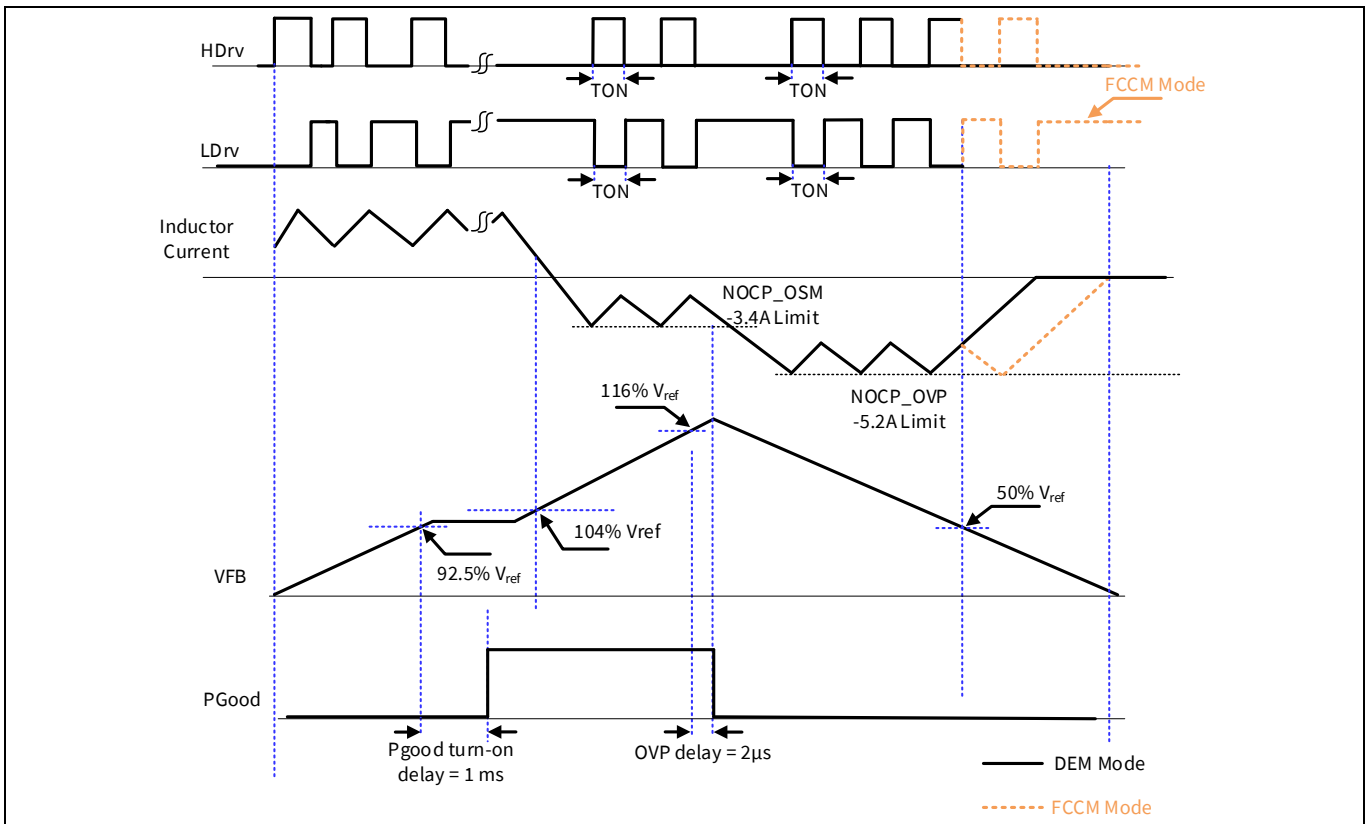 HDrv
TON
TON
FCCM Mode
LDrv
TON
TON
Inductor
Current
NOCP_OSM
-3.4A Limit
NOCP_OVP
-5.2A Limit
116% Vref
50% Vref
104% Vref
92.5% Vref
VFB
PGood
Pgood turn-on
delay = 1 ms
OVP delay = 2µs
DEM Mode
FCCM Mode